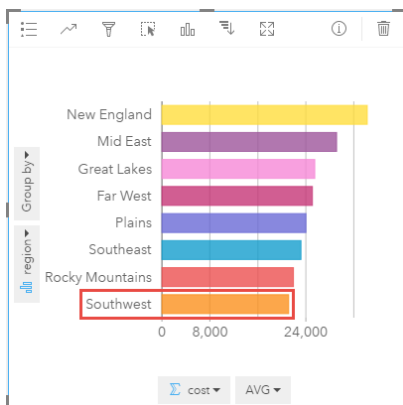 New England
Mid East
Great Lakes
Far West
Plains
Southeast
Rocky Mountains
Southwest
0 8,000 24,000
Group by
region
Σ cost AVG